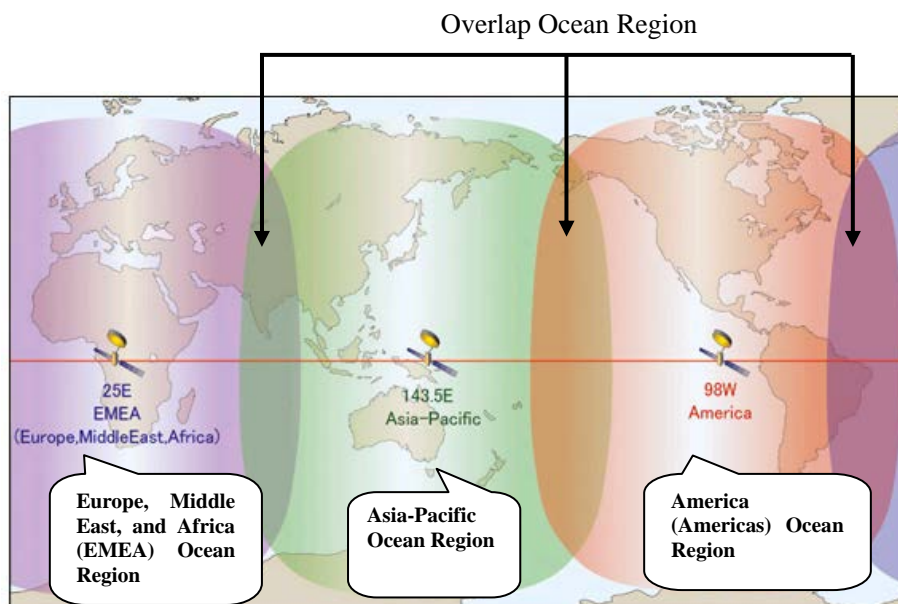 Overlap Ocean Region
25E
EMEA
(Europe,MiddleEast,Africa)
143.5E
Asia-Pacific
98W
America
Europe, Middle
East, and Africa
(EMEA) Ocean
Region
Asia-Pacific
Ocean Region
America
(Americas) Ocean
Region